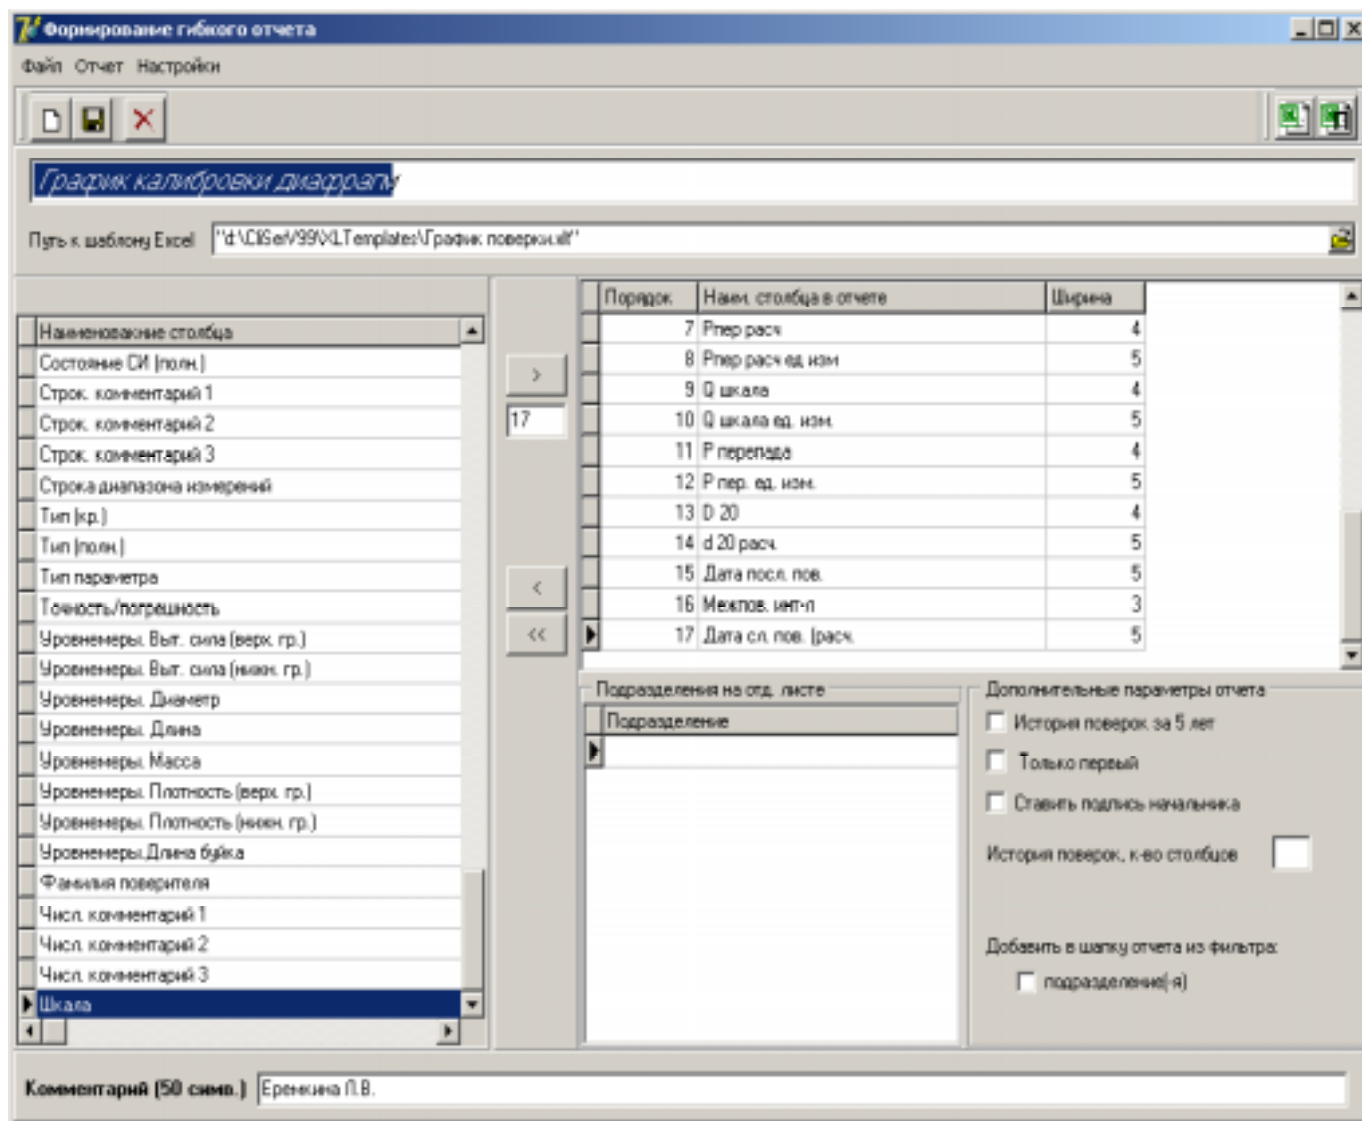 Формирование гибкого отчета
Файл Отчет Настройки
График калибровки диафрагм
Путь к шаблону Excel "d:\CliSerV99\XLTemplates\График поверки.xlt"
Наименовакние столбца
Состояние СИ (полн.)
Строк. комментарий 1
Строк. комментарий 2
Строк. комментарий 3
Строка диапазона измерений
Тип (кр.)
Тип (полн.)
Тип параметра
Точность/погрешность
Уровнемеры. Выт. сила (верх. гр.)
Уровнемеры. Выт. сила (нижн. гр.)
Уровнемеры. Диаметр
Уровнемеры. Длина
Уровнемеры. Масса
Уровнемеры. Плотность (верх. гр.)
Уровнемеры. Плотность (нижн. гр.)
Уровнемеры.Длина буйка
Фамилия поверителя
Числ. комментарий 1
Числ. комментарий 2
Числ. комментарий 3
Шкала
>
17
<
<<
Порядок Наим. столбца в отчете Ширина
7 Рпер расч 4
8 Рпер расч ед. изм 5
9 Q шкала 4
10 Q шкала ед. изм. 5
11 Р перепада 4
12 Р пер. ед. изм. 5
13 D 20 4
14 d 20 расч. 5
15 Дата посл. пов. 5
16 Межпов. инт-л 3
17 Дата сл. пов. (расч. 5
Подразделения на отд. листе
Подразделение
Дополнительные параметры отчета
История поверок за 5 лет
Только первый
Ставить подпись начальника
История поверок, к-во столбцов
Добавить в шапку отчета из фильтра:
подразделение(-я)
Комментарий (50 симв.) Еремкина Л.В.